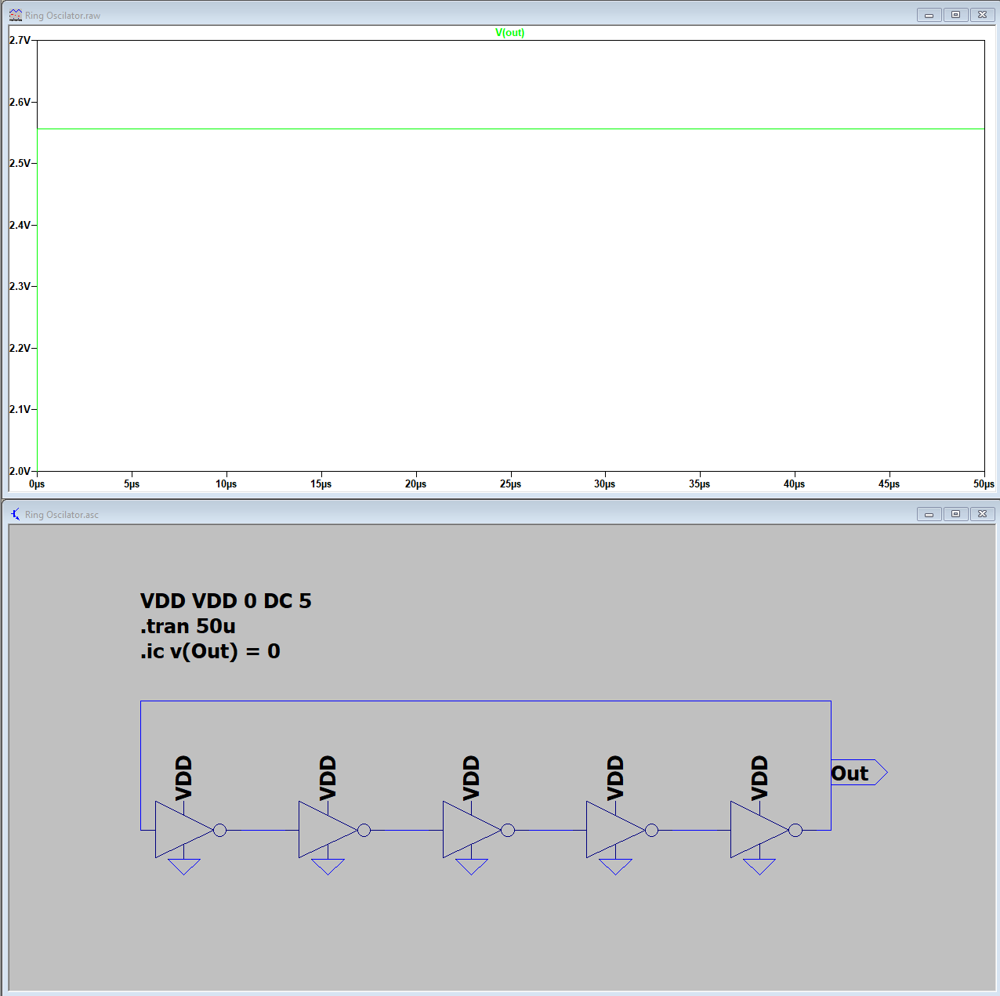 Ring Oscilator.raw
V(out)
2.7V
2.6V
2.5V
2.4V
2.3V
2.2V
2.1V
2.0V
0µs 5µs 10µs 15µs 20µs 25µs 30µs 35µs 40µs 45µs 50µs
Ring Oscilator.asc
VDD VDD 0 DC 5
.tran 50u
.ic v(Out) = 0
VDD VDD VDD VDD VDD
Out